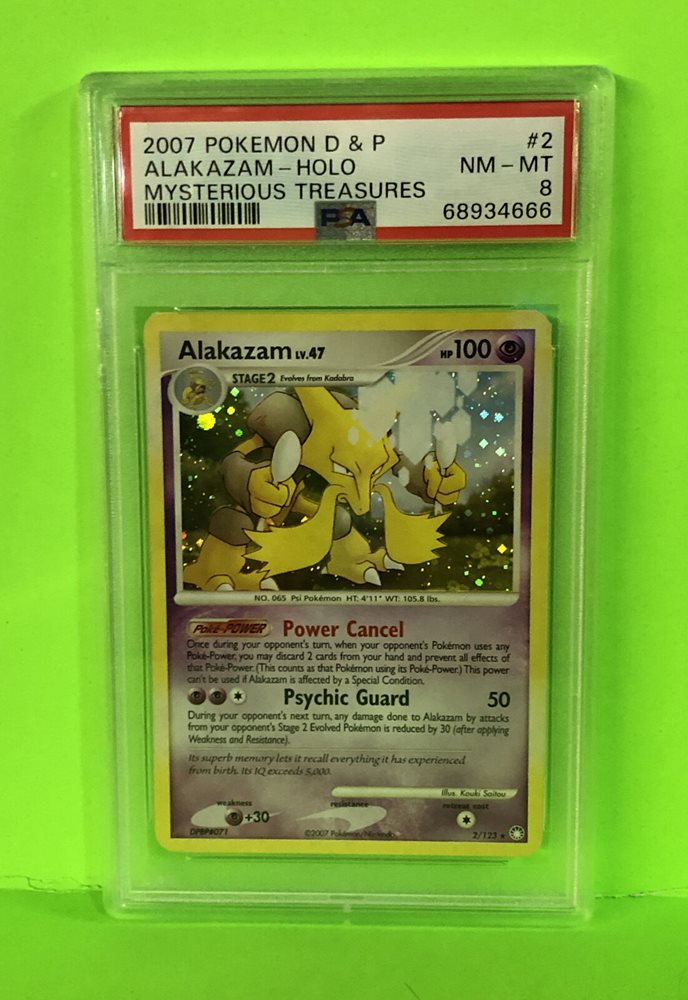 2007 POKEMON D & P #2
ALAKAZAM - HOLO NM - MT
MYSTERIOUS TREASURES 8
PSA 68934666
Alakazam LV.47 HP 100
STAGE2 Evolves from Kadabra
NO. 065 Psi Pokémon HT: 4'11" WT: 105.8 lbs.
Poké-POWER Power Cancel
Once during your opponent's turn, when your opponent's Pokémon uses any
Poké-Power, you may discard 2 cards from your hand and prevent all effects of
that Poké-Power. (This counts as that Pokémon using its Poké-Power.) This power
can't be used if Alakazam is affected by a Special Condition.
Psychic Guard 50
During your opponent's next turn, any damage done to Alakazam by attacks
from your opponent's Stage 2 Evolved Pokémon is reduced by 30 (after applying
Weakness and Resistance).
Its superb memory lets it recall everything it has experienced
from birth. Its IQ exceeds 5,000.
Illus. Kouki Saitou
weakness resistance retreat cost
+30
DPBP#071 ©2007 Pokémon/Nintendo 2/123 ★